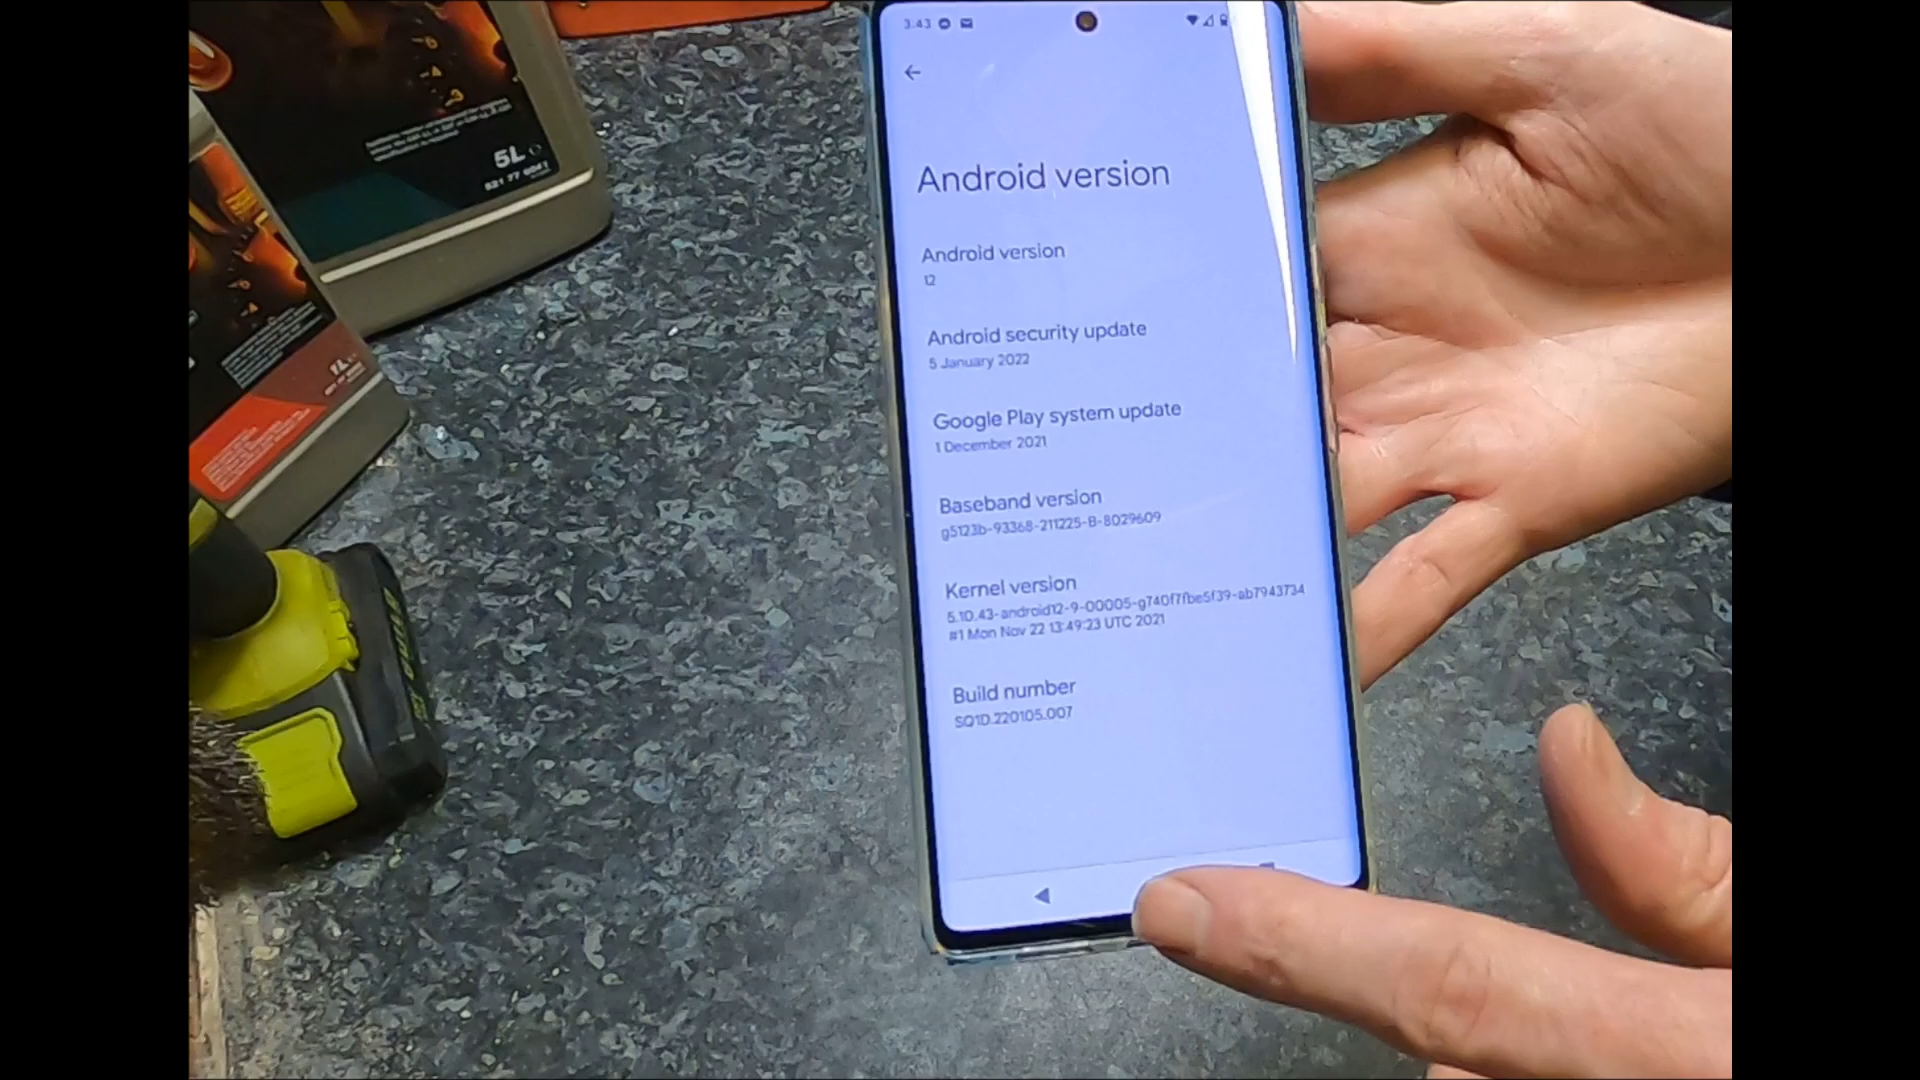 3:43
Android version
Android version
12
Android security update
5 January 2022
Google Play system update
1 December 2021
Baseband version
g5123b-93368-211225-B-8029609
Kernel version
5.10.43-android12-9-00005-g740f7fbe5f39-ab7943734
#1 Mon Nov 22 13:49:23 UTC 2021
Build number
SQ1D.220105.007
5L
1L